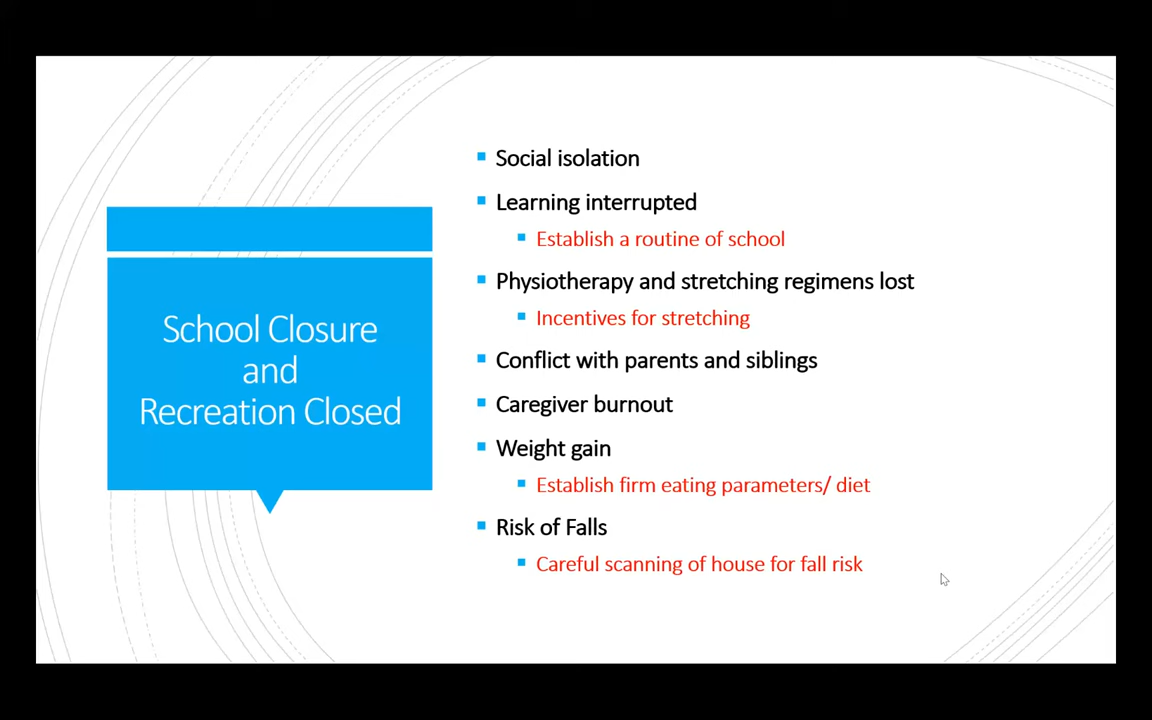 School Closure
and
Recreation Closed
Social isolation
Learning interrupted
Establish a routine of school
Physiotherapy and stretching regimens lost
Incentives for stretching
Conflict with parents and siblings
Caregiver burnout
Weight gain
Establish firm eating parameters/ diet
Risk of Falls
Careful scanning of house for fall risk